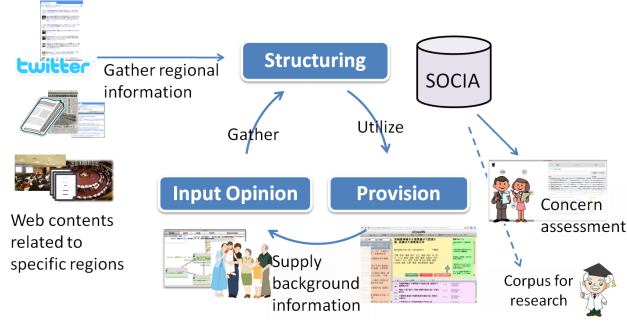 twitter
Gather regional
information
Structuring
SOCIA
Gather
Utilize
Input Opinion
Provision
Web contents
related to
specific regions
Supply
background
information
Concern
assessment
Corpus for
research